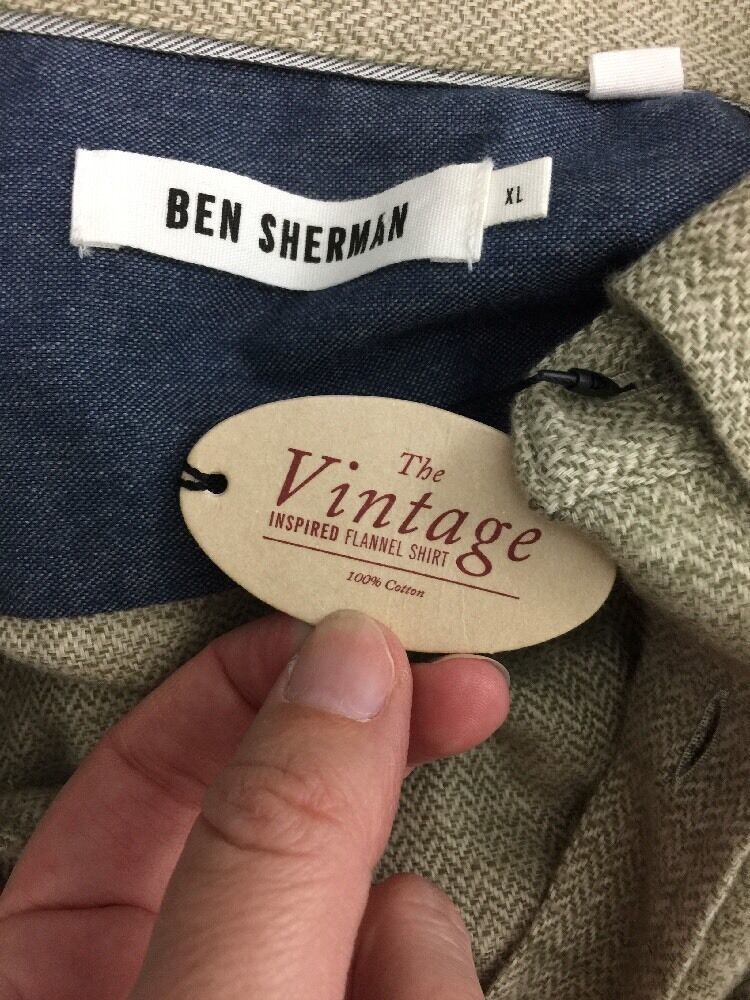 BEN SHERMAN
XL
The
Vintage
INSPIRED FLANNEL SHIRT
100% Cotton